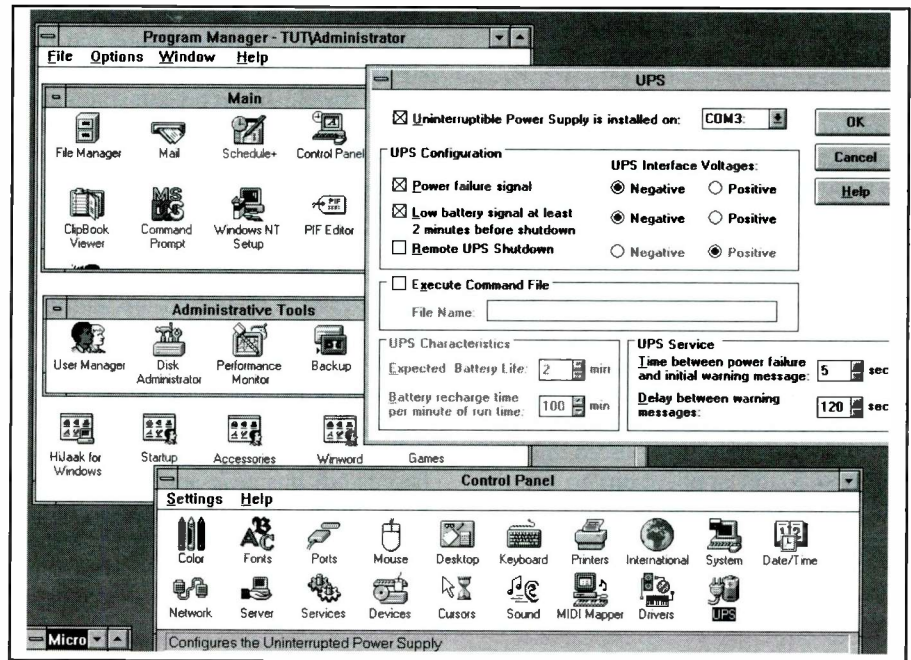 Program Manager - TUT\Administrator
File Options Window Help
Main
File Manager
Mail
Schedule+
Control Panel
ClipBook Viewer
MS DOS
Command Prompt
Windows NT Setup
PIF
PIF Editor
Administrative Tools
User Manager
Disk Administrator
Performance Monitor
Backup
HiJaak for Windows
Startup
Accessories
Winword
Games
UPS
Uninterruptible Power Supply is installed on: COM3:
OK
Cancel
Help
UPS Configuration
UPS Interface Voltages:
Power failure signal
Negative Positive
Low battery signal at least
2 minutes before shutdown
Negative Positive
Remote UPS Shutdown
Negative Positive
Execute Command File
File Name:
UPS Characteristics
Expected Battery Life: 2 min
Battery recharge time
per minute of run time: 100 min
UPS Service
Time between power failure
and initial warning message: 5 sec
Delay between warning
messages: 120 sec
Control Panel
Settings Help
Color
Fonts
Ports
Mouse
Desktop
Keyboard
Printers
International
System
Date/Time
Network
Server
Services
Devices
Cursors
Sound
MIDI Mapper
Drivers
UPS
Micro
Configures the Uninterrupted Power Supply